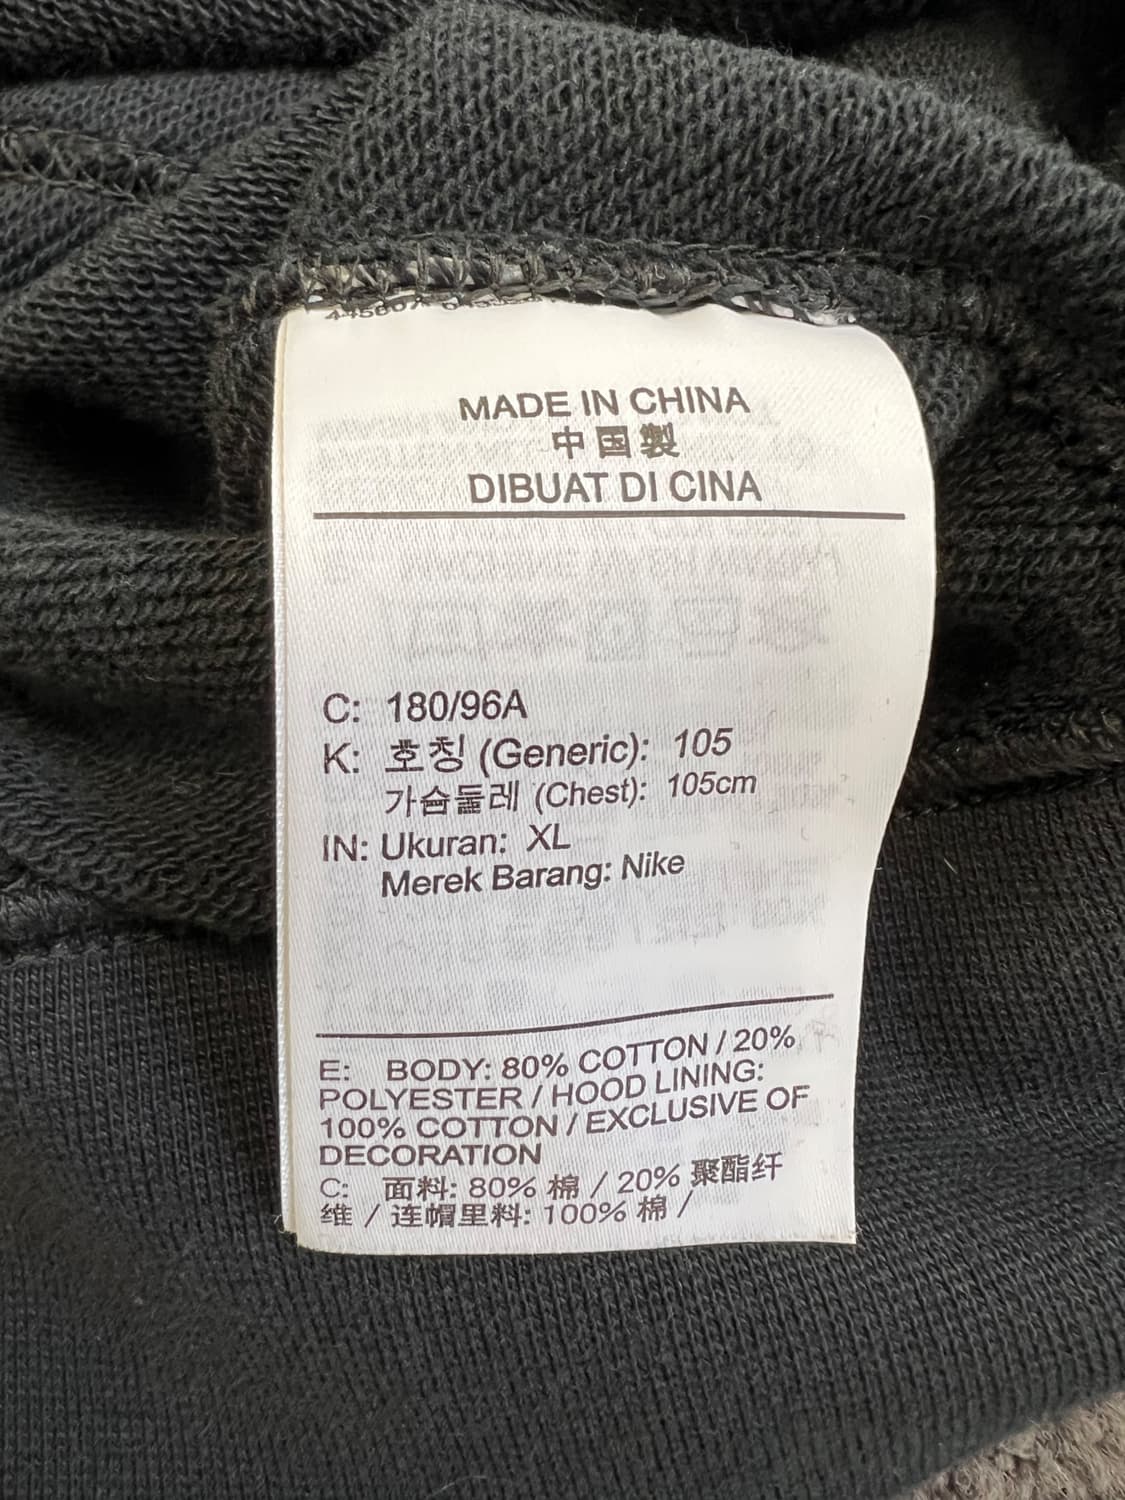 MADE IN CHINA
中国製
DIBUAT DI CINA
C: 180/96A
K: 호칭 (Generic): 105
가슴둘레 (Chest): 105cm
IN: Ukuran: XL
Merek Barang: Nike
E: BODY: 80% COTTON / 20%
POLYESTER / HOOD LINING:
100% COTTON / EXCLUSIVE OF
DECORATION
C: 面料: 80% 棉 / 20% 聚酯纤
维 / 连帽里料: 100% 棉 /